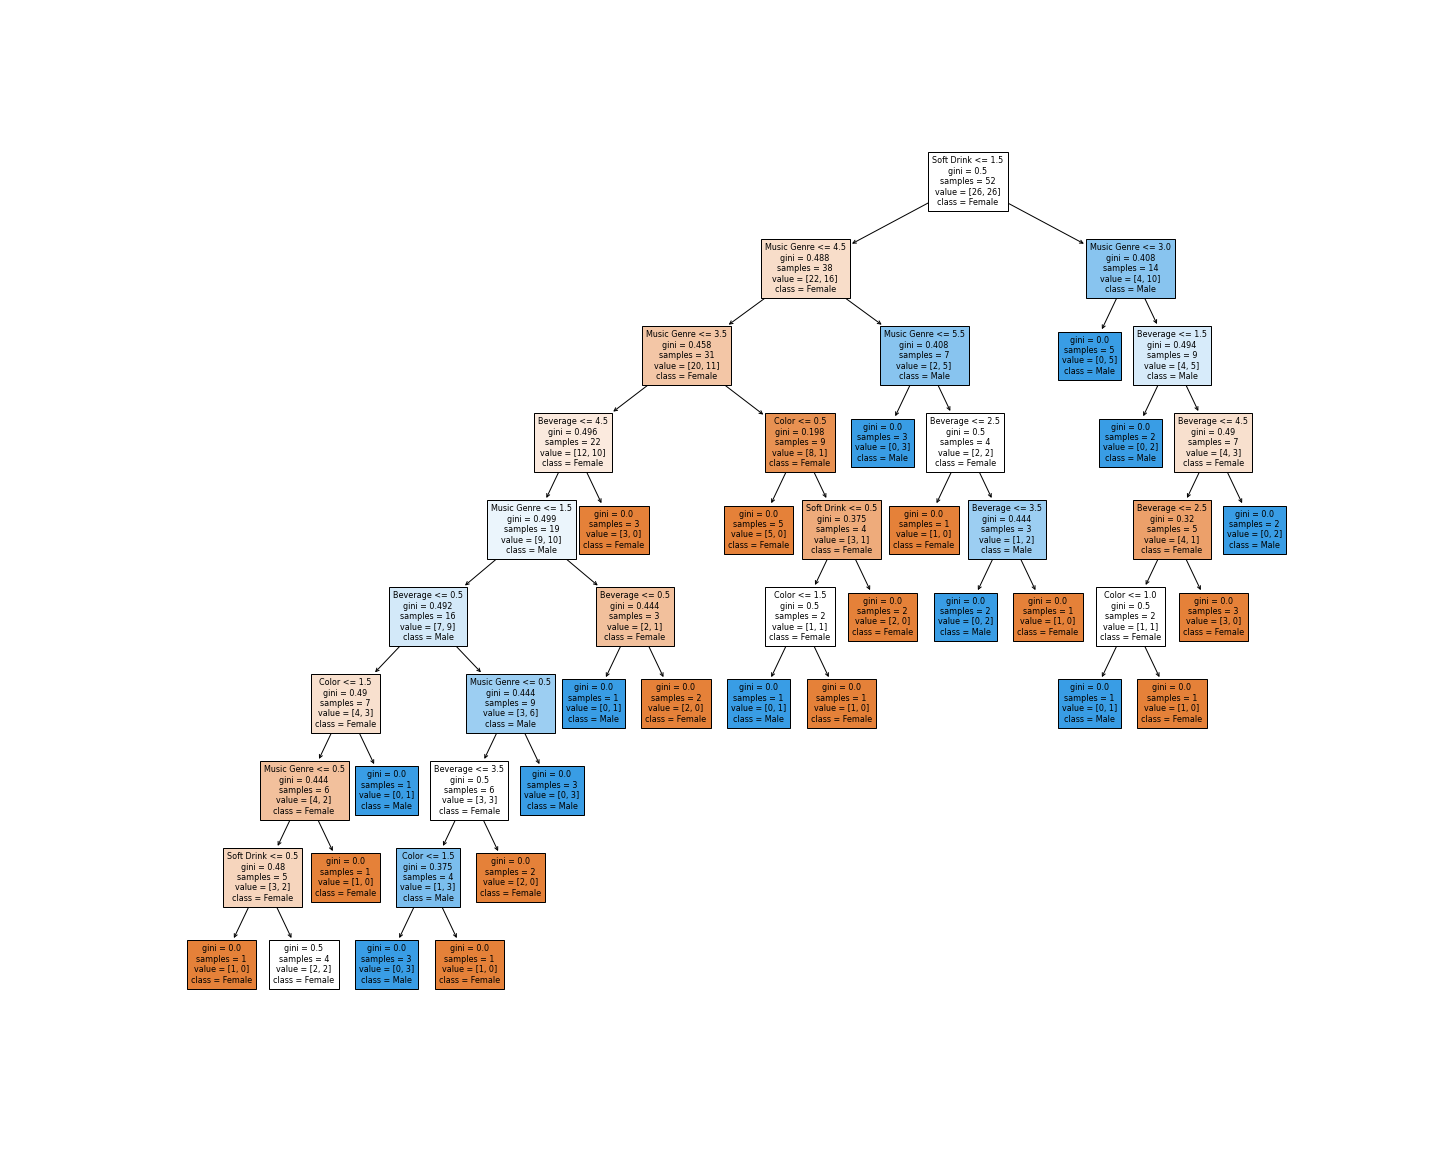 Soft Drink <= 1.5
gini = 0.5
samples = 52
value = [26, 26]
class = Female
Music Genre <= 4.5
gini = 0.488
samples = 38
value = [22, 16]
class = Female
Music Genre <= 3.0
gini = 0.408
samples = 14
value = [4, 10]
class = Male
Music Genre <= 3.5
gini = 0.458
samples = 31
value = [20, 11]
class = Female
Music Genre <= 5.5
gini = 0.408
samples = 7
value = [2, 5]
class = Male
gini = 0.0
samples = 5
value = [0, 5]
class = Male
Beverage <= 1.5
gini = 0.494
samples = 9
value = [4, 5]
class = Male
Beverage <= 4.5
gini = 0.496
samples = 22
value = [12, 10]
class = Female
Color <= 0.5
gini = 0.198
samples = 9
value = [8, 1]
class = Female
gini = 0.0
samples = 3
value = [0, 3]
class = Male
Beverage <= 2.5
gini = 0.5
samples = 4
value = [2, 2]
class = Female
gini = 0.0
samples = 2
value = [0, 2]
class = Male
Beverage <= 4.5
gini = 0.49
samples = 7
value = [4, 3]
class = Female
Music Genre <= 1.5
gini = 0.499
samples = 19
value = [9, 10]
class = Male
gini = 0.0
samples = 3
value = [3, 0]
class = Female
gini = 0.0
samples = 5
value = [5, 0]
class = Female
Soft Drink <= 0.5
gini = 0.375
samples = 4
value = [3, 1]
class = Female
gini = 0.0
samples = 1
value = [1, 0]
class = Female
Beverage <= 3.5
gini = 0.444
samples = 3
value = [1, 2]
class = Male
Beverage <= 2.5
gini = 0.32
samples = 5
value = [4, 1]
class = Female
gini = 0.0
samples = 2
value = [0, 2]
class = Male
Beverage <= 0.5
gini = 0.492
samples = 16
value = [7, 9]
class = Male
Beverage <= 0.5
gini = 0.444
samples = 3
value = [2, 1]
class = Female
Color <= 1.5
gini = 0.5
samples = 2
value = [1, 1]
class = Female
gini = 0.0
samples = 2
value = [2, 0]
class = Female
gini = 0.0
samples = 2
value = [0, 2]
class = Male
gini = 0.0
samples = 1
value = [1, 0]
class = Female
Color <= 1.0
gini = 0.5
samples = 2
value = [1, 1]
class = Female
gini = 0.0
samples = 3
value = [3, 0]
class = Female
Color <= 1.5
gini = 0.49
samples = 7
value = [4, 3]
class = Female
Music Genre <= 0.5
gini = 0.444
samples = 9
value = [3, 6]
class = Male
gini = 0.0
samples = 1
value = [0, 1]
class = Male
gini = 0.0
samples = 2
value = [2, 0]
class = Female
gini = 0.0
samples = 1
value = [0, 1]
class = Male
gini = 0.0
samples = 1
value = [1, 0]
class = Female
gini = 0.0
samples = 1
value = [0, 1]
class = Male
gini = 0.0
samples = 1
value = [1, 0]
class = Female
Music Genre <= 0.5
gini = 0.444
samples = 6
value = [4, 2]
class = Female
gini = 0.0
samples = 1
value = [0, 1]
class = Male
Beverage <= 3.5
gini = 0.5
samples = 6
value = [3, 3]
class = Female
gini = 0.0
samples = 3
value = [0, 3]
class = Male
Soft Drink <= 0.5
gini = 0.48
samples = 5
value = [3, 2]
class = Female
gini = 0.0
samples = 1
value = [1, 0]
class = Female
Color <= 1.5
gini = 0.375
samples = 4
value = [1, 3]
class = Male
gini = 0.0
samples = 2
value = [2, 0]
class = Female
gini = 0.0
samples = 1
value = [1, 0]
class = Female
gini = 0.5
samples = 4
value = [2, 2]
class = Female
gini = 0.0
samples = 3
value = [0, 3]
class = Male
gini = 0.0
samples = 1
value = [1, 0]
class = Female